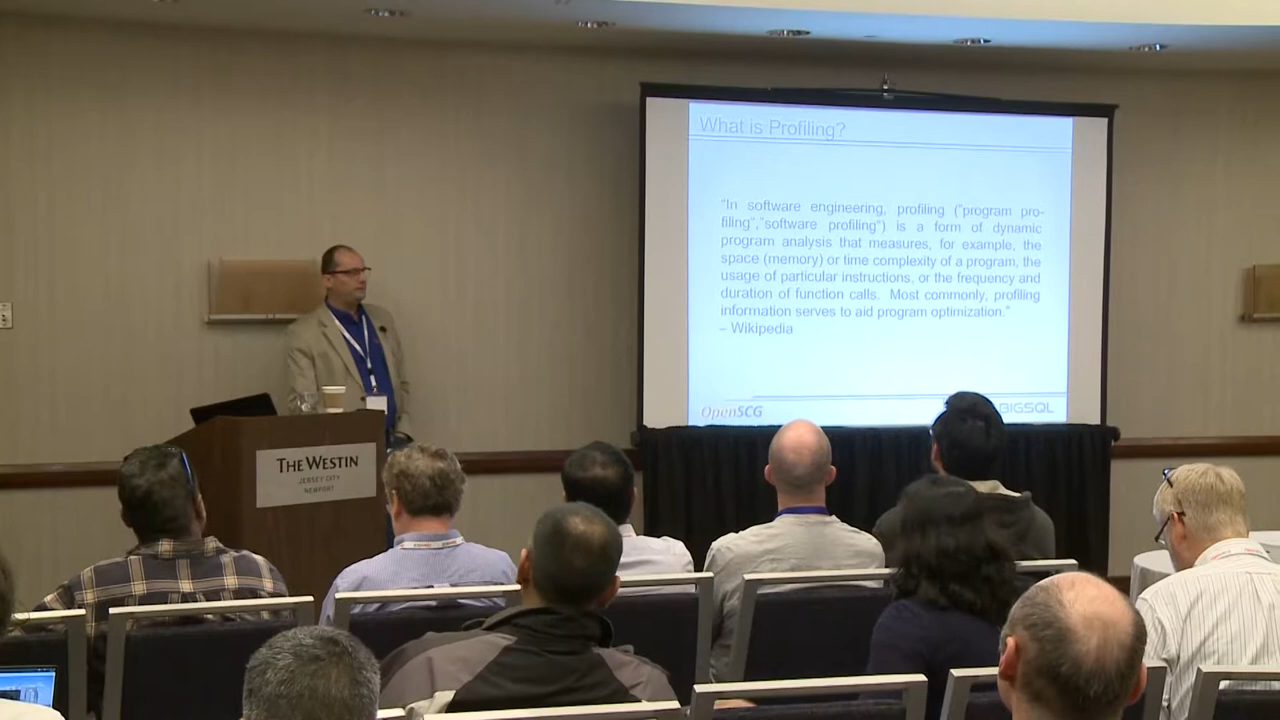 What is Profiling?
"In software engineering, profiling ("program pro-
filing","software profiling") is a form of dynamic
program analysis that measures, for example, the
space (memory) or time complexity of a program, the
usage of particular instructions, or the frequency and
duration of function calls. Most commonly, profiling
information serves to aid program optimization."
– Wikipedia
OpenSCG
BIGSQL
THE WESTIN
JERSEY CITY
NEWPORT